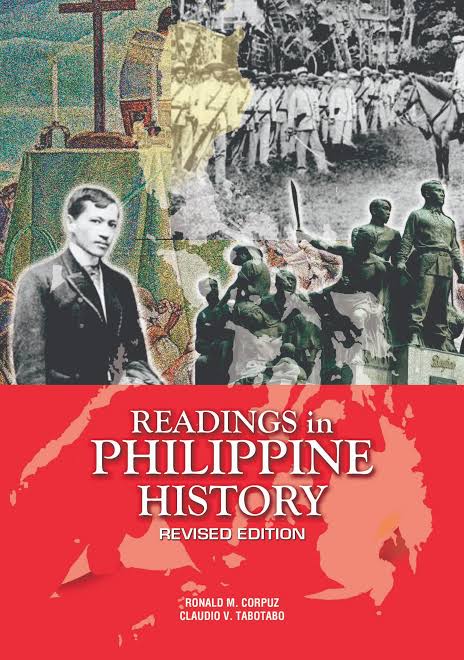 READINGS in
PHILIPPINE
HISTORY
REVISED EDITION
RONALD M. CORPUZ
CLAUDIO V. TABOTABO